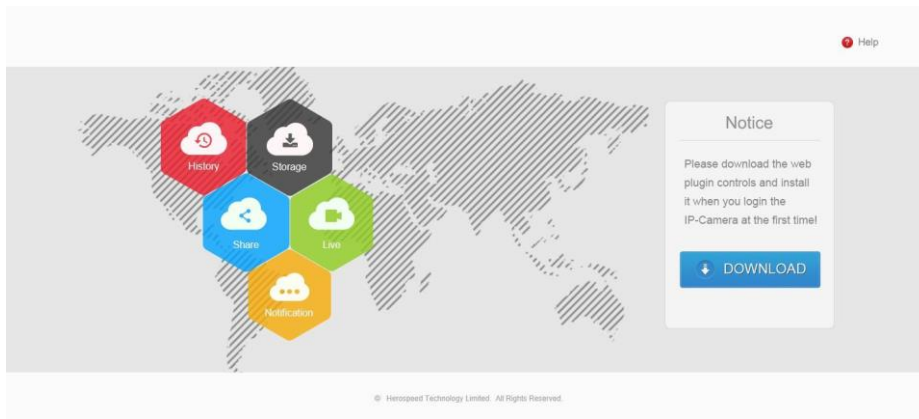 Help
History
Storage
Share
Live
Notification
Notice
Please download the web
plugin controls and install
it when you login the
IP-Camera at the first time!
DOWNLOAD
© Herospeed Technology Limited. All Rights Reserved.